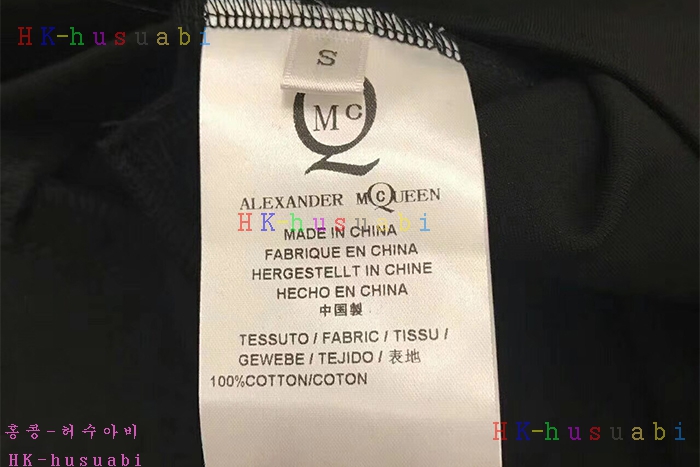 HK-husuabi
S
McQ
ALEXANDER McQUEEN
HK-husuabi
MADE IN CHINA
FABRIQUE EN CHINA
HERGESTELLT IN CHINE
HECHO EN CHINA
中国製
TESSUTO / FABRIC / TISSU /
GEWEBE / TEJIDO / 表地
100%COTTON/COTON
홍콩-허수아비
HK-husuabi
HK-husuabi